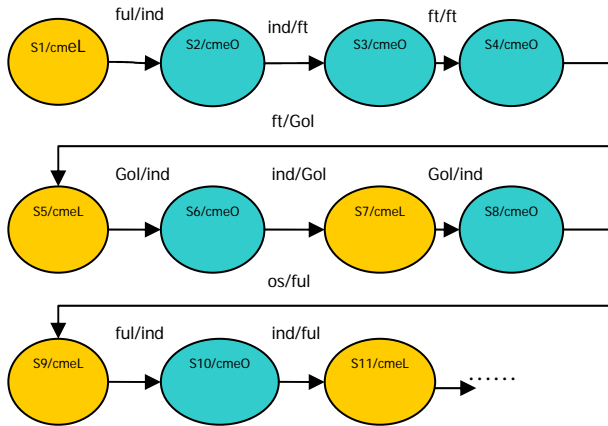 ful/ind ind/ft ft/ft
S1/cmeL S2/cmeO S3/cmeO S4/cmeO
ft/Gol
Gol/ind ind/Gol Gol/ind
S5/cmeL S6/cmeO S7/cmeL S8/cmeO
os/ful
ful/ind ind/ful
S9/cmeL S10/cmeO S11/cmeL ......